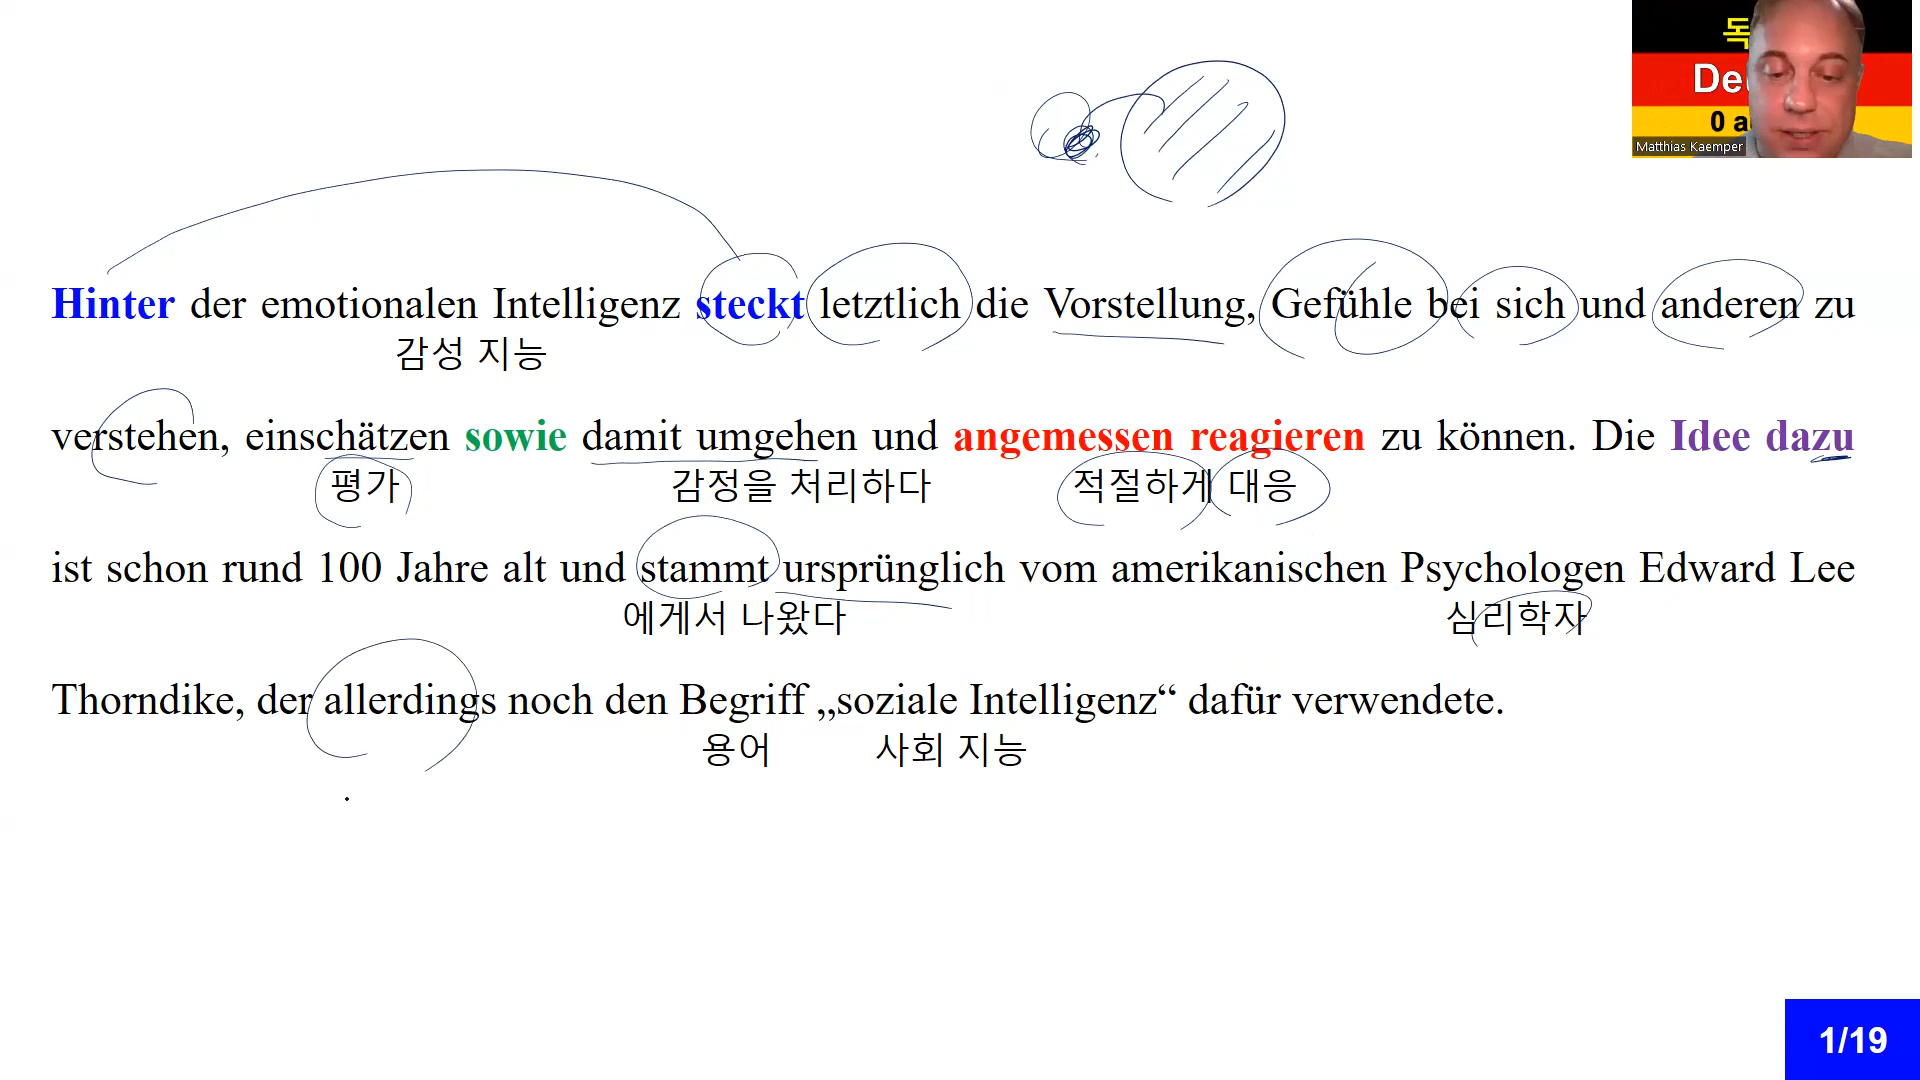 독
De
0 a
Matthias Kaemper
Hinter der emotionalen Intelligenz steckt letztlich die Vorstellung, Gefühle bei sich und anderen zu
감성 지능
verstehen, einschätzen sowie damit umgehen und angemessen reagieren zu können. Die Idee dazu
평가 감정을 처리하다 적절하게 대응
ist schon rund 100 Jahre alt und stammt ursprünglich vom amerikanischen Psychologen Edward Lee
에게서 나왔다 심리학자
Thorndike, der allerdings noch den Begriff „soziale Intelligenz“ dafür verwendete.
용어 사회 지능
1/19